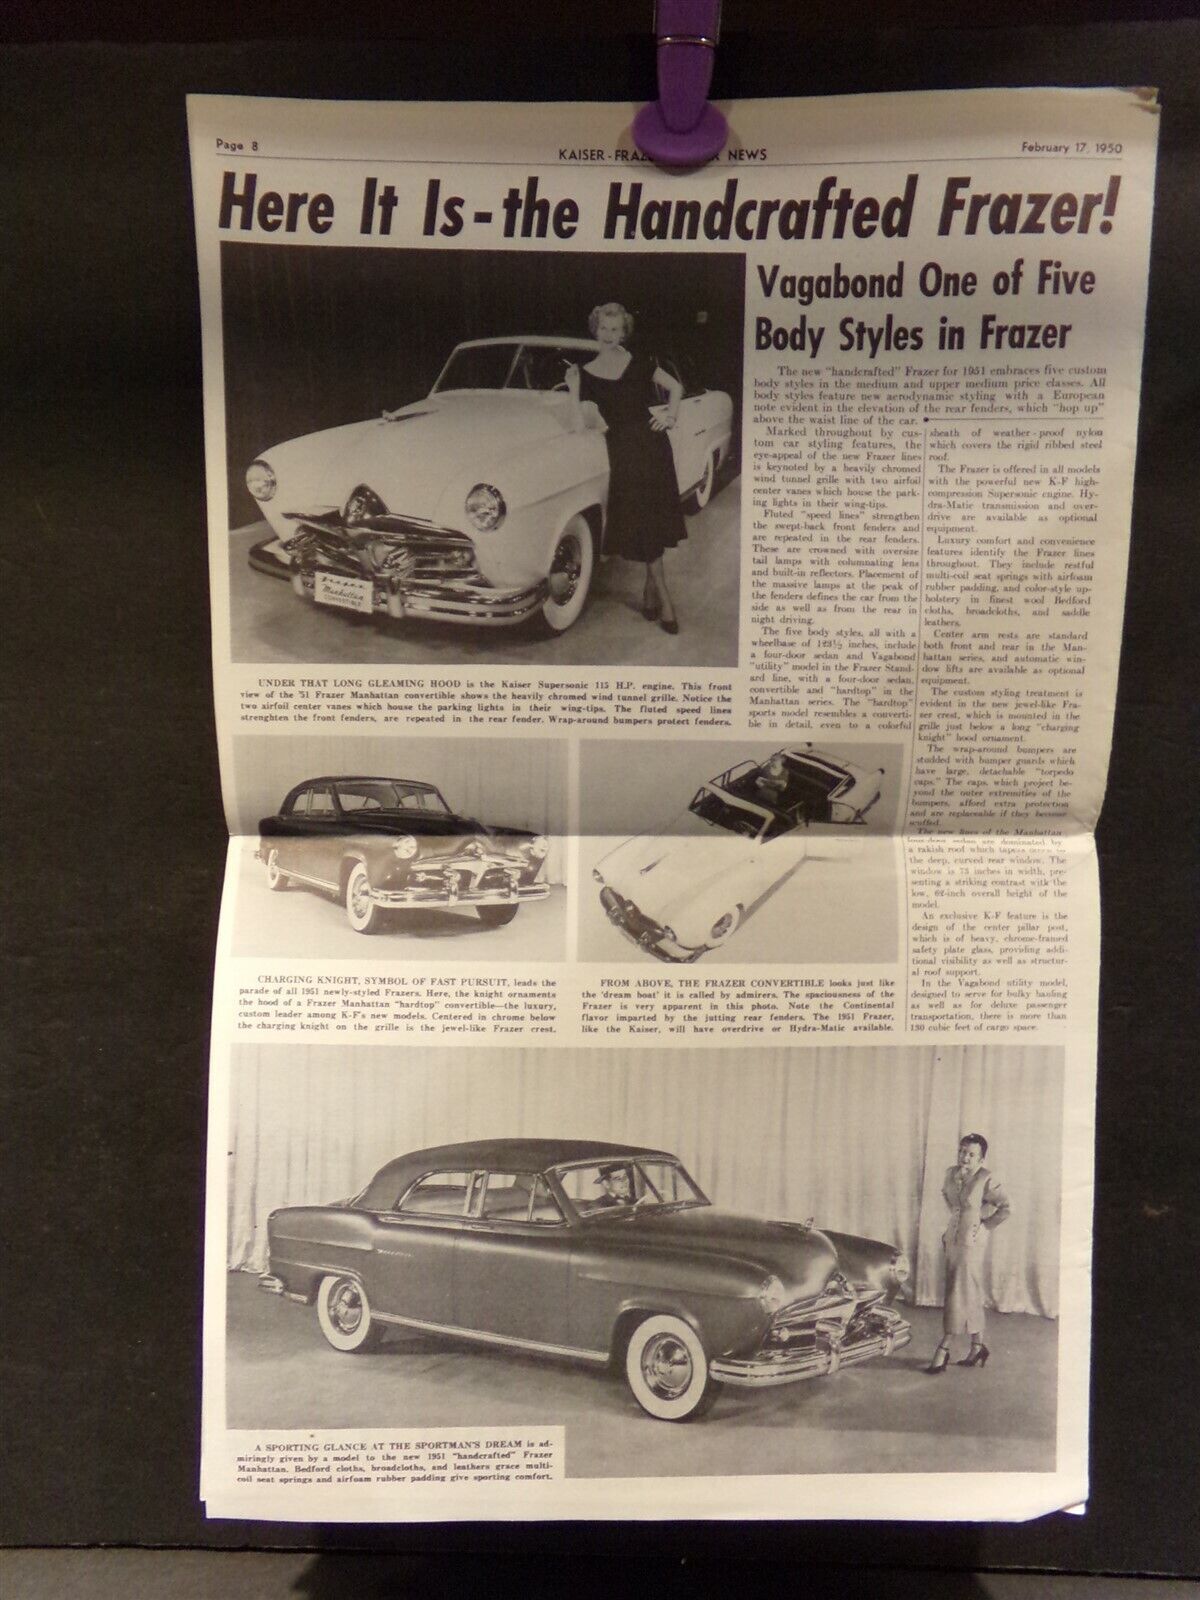 Page 8
KAISER-FRAZER NEWS
February 17, 1950
Here It Is - the Handcrafted Frazer!
Vagabond One of Five
Body Styles in Frazer
The new "handcrafted" Frazer for 1951 embraces five custom
body styles in the medium and upper medium price classes. All
body styles feature new aerodynamic styling with a European
note evident in the elevation of the rear fenders, which "hop up"
above the waist line of the car.
Marked throughout by cus-
tom car styling features, the
eye-appeal of the new Frazer lines
is keynoted by a heavily chromed
wind tunnel grille with two airfoil
center vanes which house the park-
ing lights in their wing-tips.
Fluted "speed lines" strengthen
the swept-back front fenders and
are repeated in the rear fenders.
These are crowned with oversize
tail lamps with columnating lens
and built-in reflectors. Placement of
the massive lamps at the peak of
the fenders defines the car from the
side as well as from the rear in
night driving.
The five body styles, all with a
wheelbase of 123½ inches, include
a four-door sedan and Vagabond
"utility" model in the Frazer Stand-
ard line, with a four-door sedan,
convertible and "hardtop" in the
Manhattan series. The "hardtop"
sports model resembles a converti-
ble in detail, even to a colorful
sheath of weather-proof nylon
which covers the rigid ribbed steel
roof.
The Frazer is offered in all models
with the powerful new K-F high-
compression Supersonic engine. Hy-
dra-Matic transmission and over-
drive are available as optional
equipment.
Luxury comfort and convenience
features identify the Frazer lines
throughout. They include restful
multi-coil seat springs with airfoam
rubber padding, and color-style up-
holstery in finest wool Bedford
cloths, broadcloths, and saddle
leathers.
Center arm rests are standard
both front and rear in the Man-
hattan series, and automatic win-
dow lifts are available as optional
equipment.
The custom styling treatment is
evident in the new jewel-like Fra-
zer crest, which is mounted in the
grille just below a long "charging
knight" hood ornament.
The wrap-around bumpers are
studded with bumper guards which
have large, detachable "torpedo
caps." The caps, which project be-
yond the outer extremities of the
bumpers, afford extra protection
and are replaceable if they become
scuffed.
The new lines of the Manhattan
four-door sedan are dominated by
a rakish roof which tapers down to
the deep, curved rear window. The
window is 75 inches in width, pre-
senting a striking contrast with the
low, 62-inch overall height of the
model.
An exclusive K-F feature is the
design of the center pillar post,
which is of heavy, chrome-framed
safety plate glass, providing addi-
tional visibility as well as structur-
al roof support.
In the Vagabond utility model,
designed to serve for bulky hauling
as well as for deluxe passenger
transportation, there is more than
130 cubic feet of cargo space.
Frazer
Manhattan
CONVERTIBLE
UNDER THAT LONG GLEAMING HOOD is the Kaiser Supersonic 115 H.P. engine. This front
view of the '51 Frazer Manhattan convertible shows the heavily chromed wind tunnel grille. Notice the
two airfoil center vanes which house the parking lights in their wing-tips. The fluted speed lines
strengthen the front fenders, are repeated in the rear fender. Wrap-around bumpers protect fenders.
CHARGING KNIGHT, SYMBOL OF FAST PURSUIT, leads the
parade of all 1951 newly-styled Frazers. Here, the knight ornaments
the hood of a Frazer Manhattan "hardtop" convertible—the luxury,
custom leader among K-F's new models. Centered in chrome below
the charging knight on the grille is the jewel-like Frazer crest.
FROM ABOVE, THE FRAZER CONVERTIBLE looks just like
the 'dream boat' it is called by admirers. The spaciousness of the
Frazer is very apparent in this photo. Note the Continental
flavor imparted by the jutting rear fenders. The 1951 Frazer,
like the Kaiser, will have overdrive or Hydra-Matic available.
A SPORTING GLANCE AT THE SPORTMAN'S DREAM is ad-
miringly given by a model to the new 1951 "handcrafted" Frazer
Manhattan. Bedford cloths, broadcloths, and leathers grace multi-
coil seat springs and airfoam rubber padding give sporting comfort.